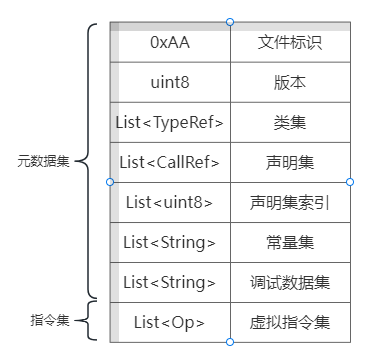 0xAA 文件标识
uint8 版本
List<TypeRef> 类集
List<CallRef> 声明集
元数据集
List<uint8> 声明集索引
List<String> 常量集
List<String> 调试数据集
指令集
List<Op> 虚拟指令集